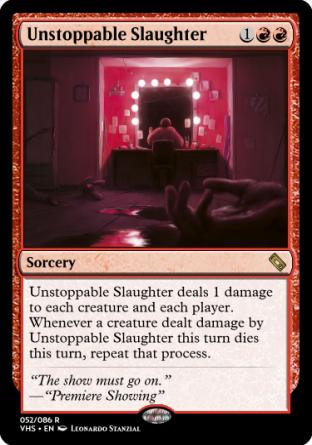 Unstoppable Slaughter 1
Sorcery
Unstoppable Slaughter deals 1 damage
to each creature and each player.
Whenever a creature dealt damage by
Unstoppable Slaughter this turn dies
this turn, repeat that process.
“The show must go on.”
—“Premiere Showing”
052/086 R
VHS • EN Leonardo Stanzial